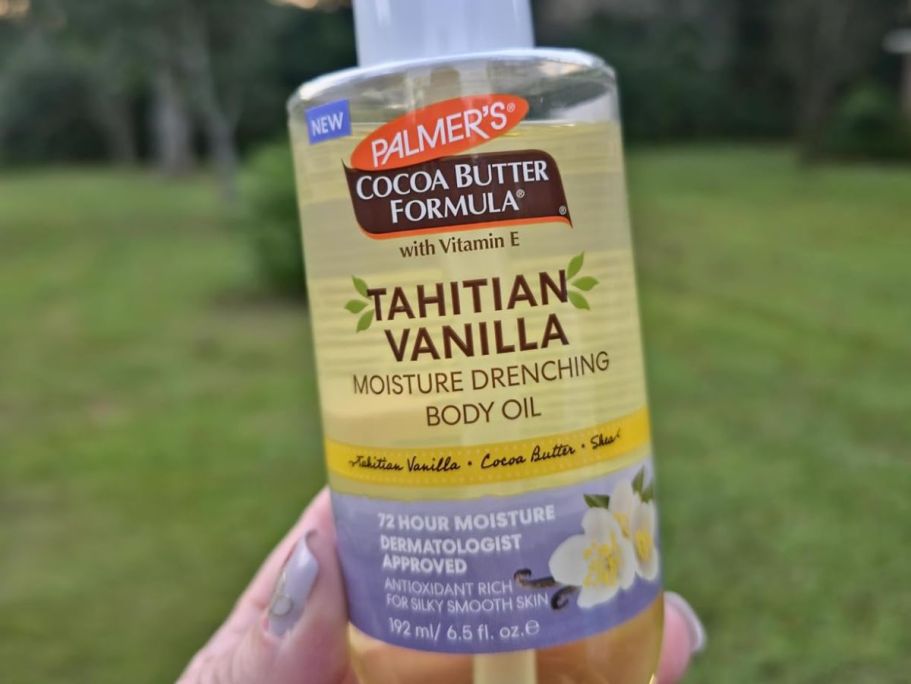 NEW
PALMER'S®
COCOA BUTTER
FORMULA®
®
with Vitamin E
TAHITIAN
VANILLA
MOISTURE DRENCHING
BODY OIL
Tahitian Vanilla • Cocoa Butter • Shea
72 HOUR MOISTURE
DERMATOLOGIST
APPROVED
ANTIOXIDANT RICH
FOR SILKY SMOOTH SKIN
192 ml/ 6.5 fl. oz.℮